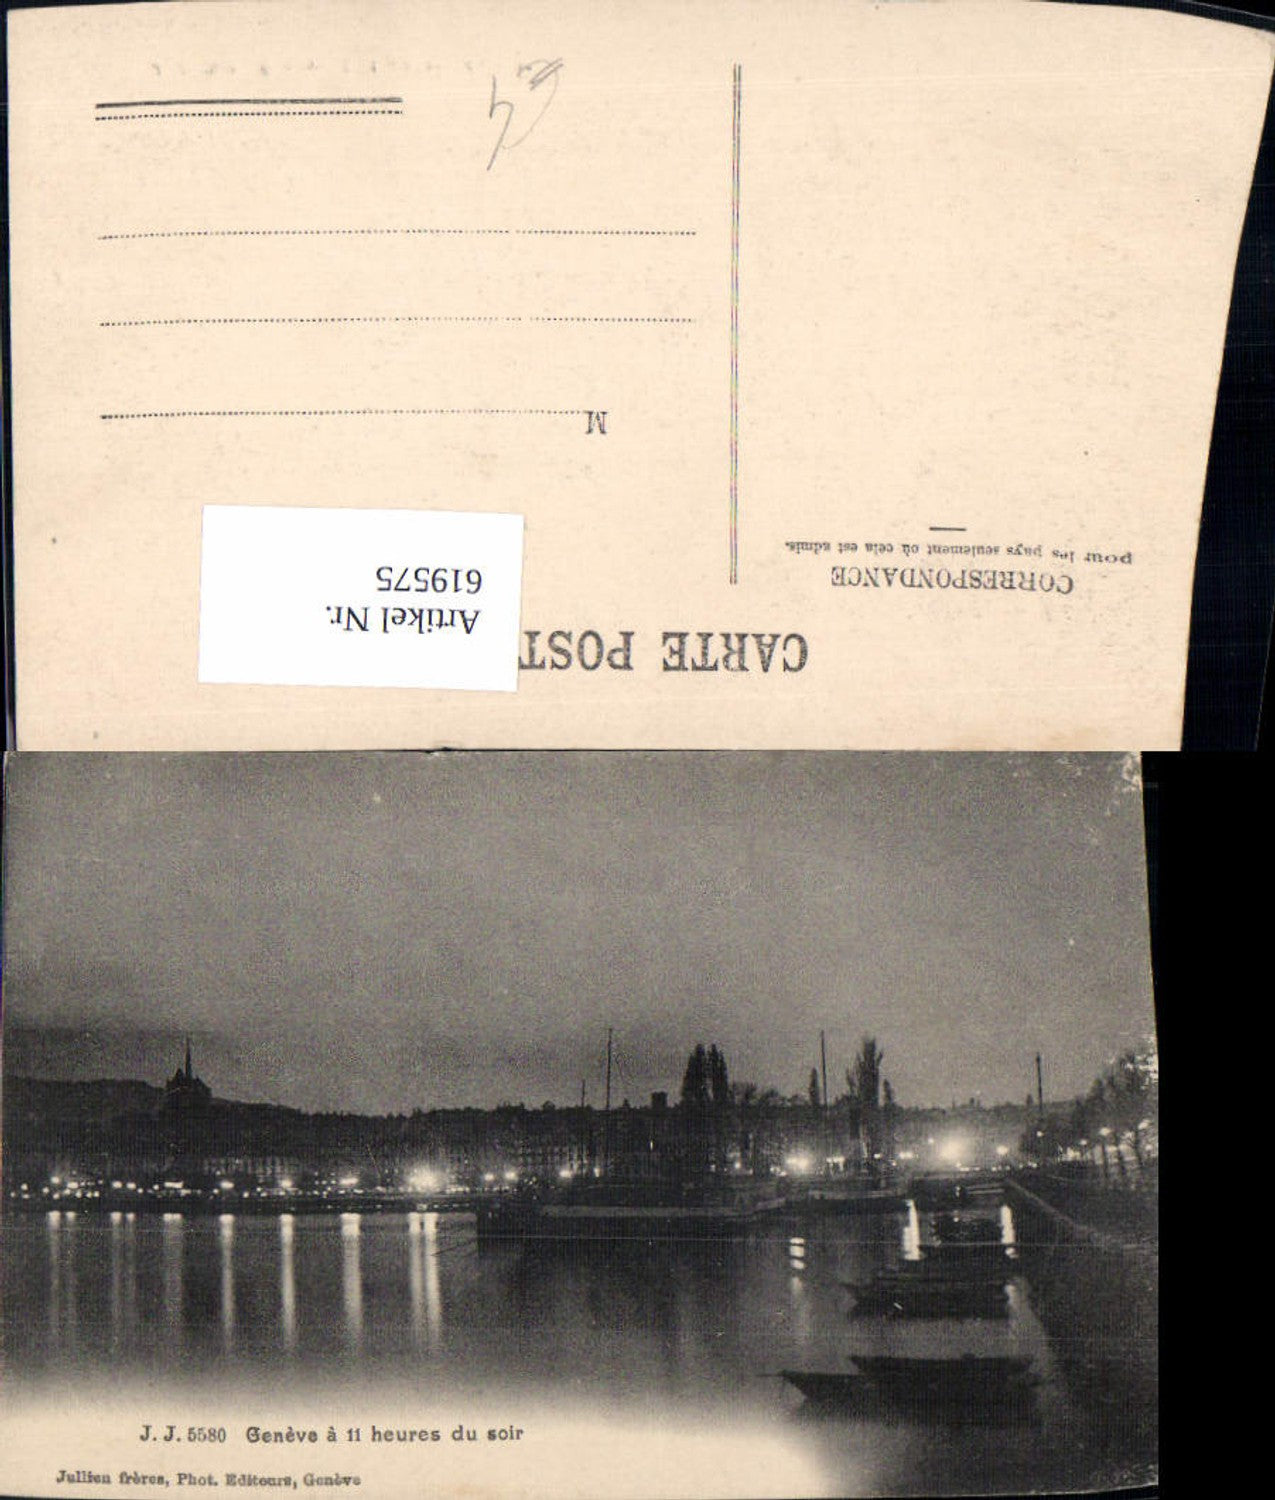 CARTE POST
CORRESPONDANCE
pour les pays seulement où cela est admis.
M
Artikel Nr.
619575
J. J. 5580 Genève à 11 heures du soir
Jullien frères, Phot. Editeurs, Genève